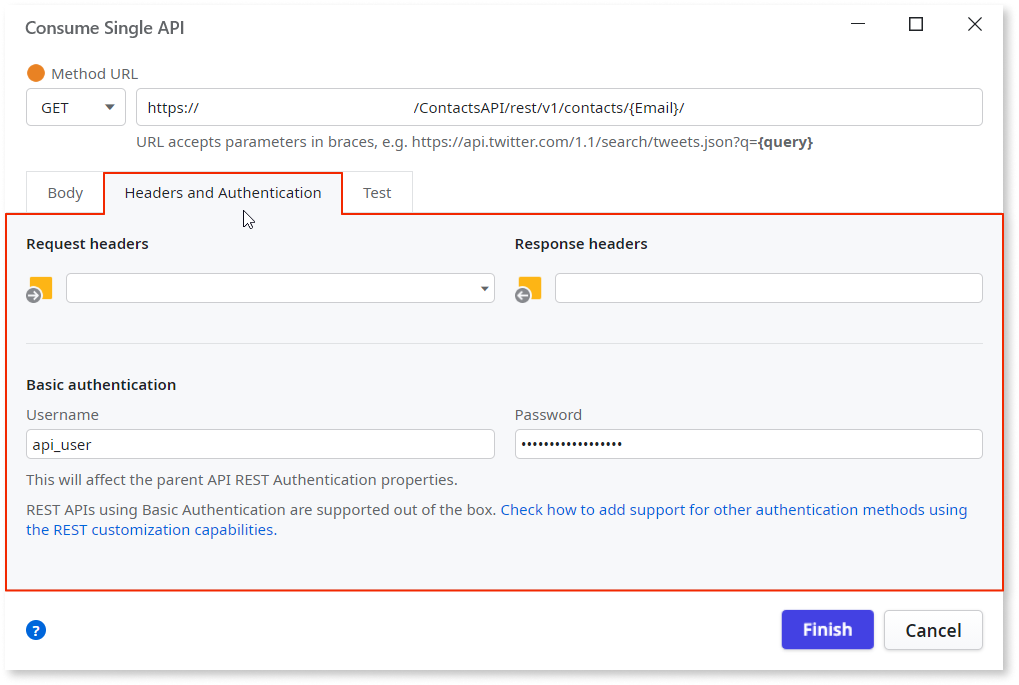 Consume Single API
Method URL
GET
https:// /ContactsAPI/rest/v1/contacts/{Email}/
URL accepts parameters in braces, e.g. https://api.twitter.com/1.1/search/tweets.json?q={query}
Body Headers and Authentication Test
Request headers
Response headers
Basic authentication
Username
Password
api_user
••••••••••••••••••
This will affect the parent API REST Authentication properties.
REST APIs using Basic Authentication are supported out of the box. Check how to add support for other authentication methods using
the REST customization capabilities.
?
Finish
Cancel